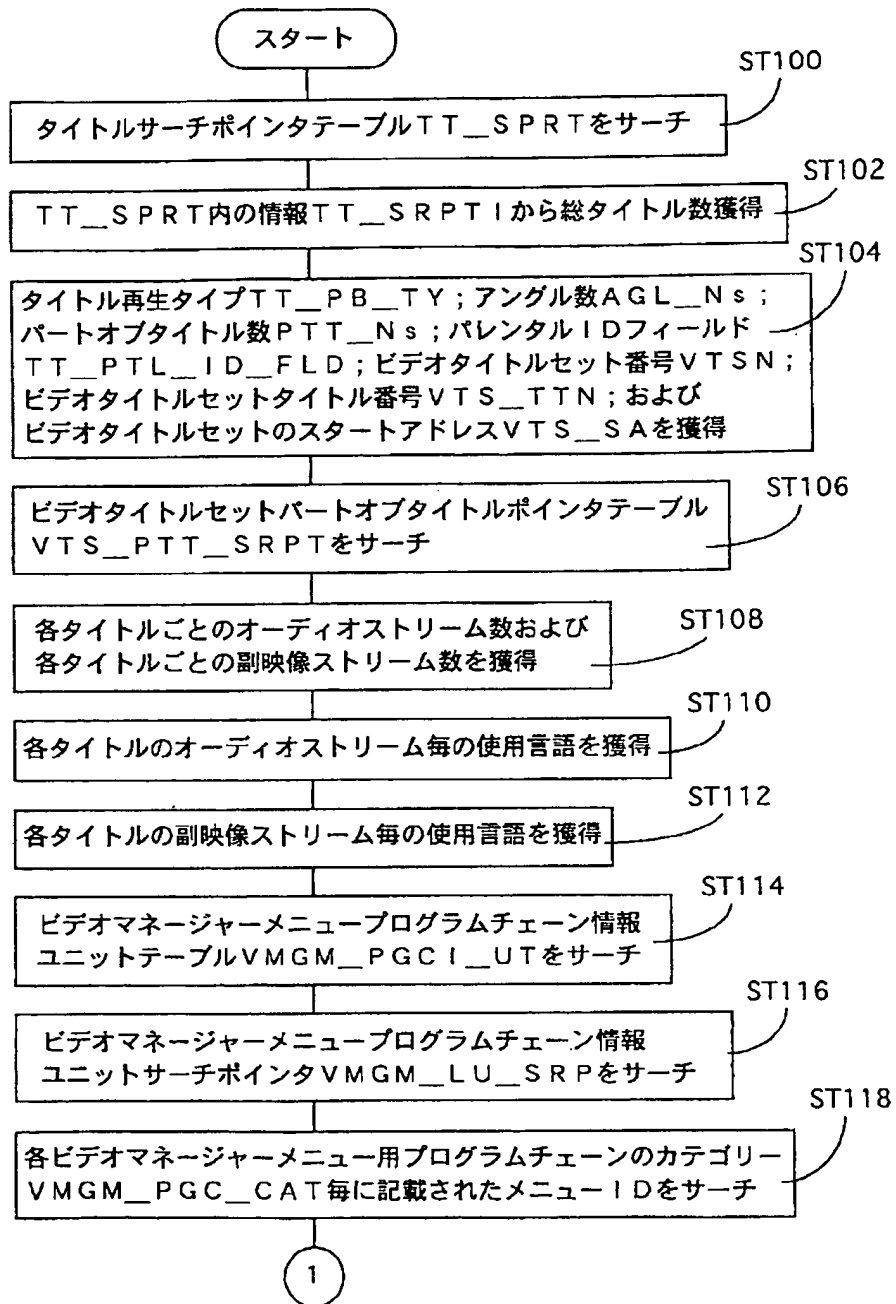 スタート
ST100
タイトルサーチポインタテーブルTT__SPRTをサーチ
ST102
TT__SPRT内の情報TT__SRPTIから総タイトル数獲得
ST104
タイトル再生タイプTT__PB__TY;アングル数AGL__Ns;
パートオブタイトル数PTT__Ns;パレンタルIDフィールド
TT__PTL__ID__FLD;ビデオタイトルセット番号VTSN;
ビデオタイトルセットタイトル番号VTS__TTN;および
ビデオタイトルセットのスタートアドレスVTS__SAを獲得
ST106
ビデオタイトルセットパートオブタイトルポインタテーブル
VTS__PTT__SRPTをサーチ
ST108
各タイトルごとのオーディオストリーム数および
各タイトルごとの副映像ストリーム数を獲得
ST110
各タイトルのオーディオストリーム毎の使用言語を獲得
ST112
各タイトルの副映像ストリーム毎の使用言語を獲得
ST114
ビデオマネージャーメニュープログラムチェーン情報
ユニットテーブルVMGM__PGCI__UTをサーチ
ST116
ビデオマネージャーメニュープログラムチェーン情報
ユニットサーチポインタVMGM__LU__SRPをサーチ
ST118
各ビデオマネージャーメニュー用プログラムチェーンのカテゴリー
VMGM__PGC__CAT毎に記載されたメニューIDをサーチ
1